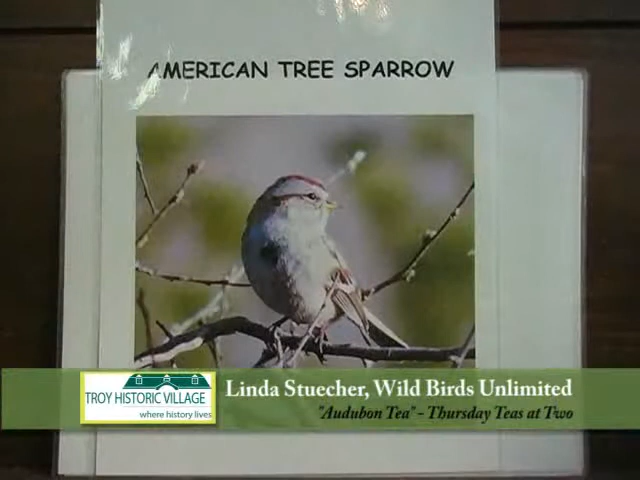 AMERICAN TREE SPARROW
TROY HISTORIC VILLAGE
where history lives
Linda Stuecher, Wild Birds Unlimited
"Audubon Tea" - Thursday Teas at Two